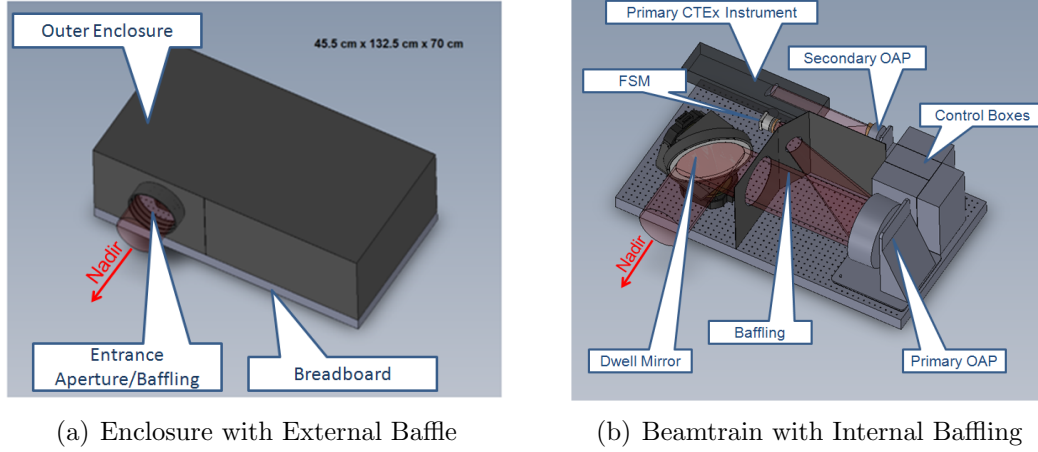 Outer Enclosure
45.5 cm x 132.5 cm x 70 cm
Nadir
Entrance
Aperture/Baffling
Breadboard
(a) Enclosure with External Baffle
Primary CTEx Instrument
Secondary OAP
FSM
Control Boxes
Nadir
Baffling
Dwell Mirror
Primary OAP
(b) Beamtrain with Internal Baffling